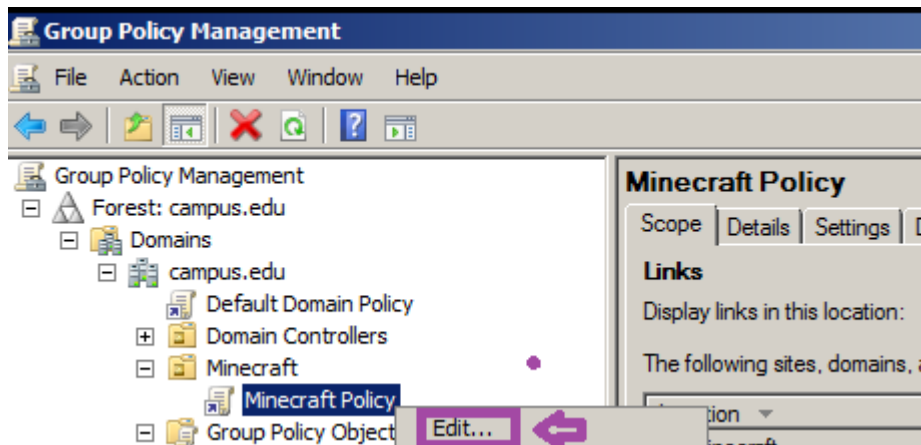 Group Policy Management
File Action View Window Help
Group Policy Management
Forest: campus.edu
Domains
campus.edu
Default Domain Policy
Domain Controllers
Minecraft
Minecraft Policy
Group Policy Object
Edit...
Minecraft Policy
Scope Details Settings D
Links
Display links in this location:
The following sites, domains, a